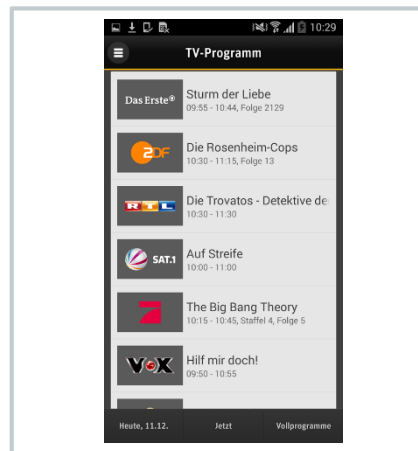 10:29
TV-Programm
Das Erste
Sturm der Liebe
09:55 - 10:44, Folge 2129
ZDF
Die Rosenheim-Cops
10:30 - 11:15, Folge 13
RTL
Die Trovatos - Detektive de
10:30 - 11:30
SAT.1
Auf Streife
10:00 - 11:00
The Big Bang Theory
10:15 - 10:45, Staffel 4, Folge 5
VOX
Hilf mir doch!
09:50 - 10:55
Heute, 11.12.
Jetzt
Vollprogramme